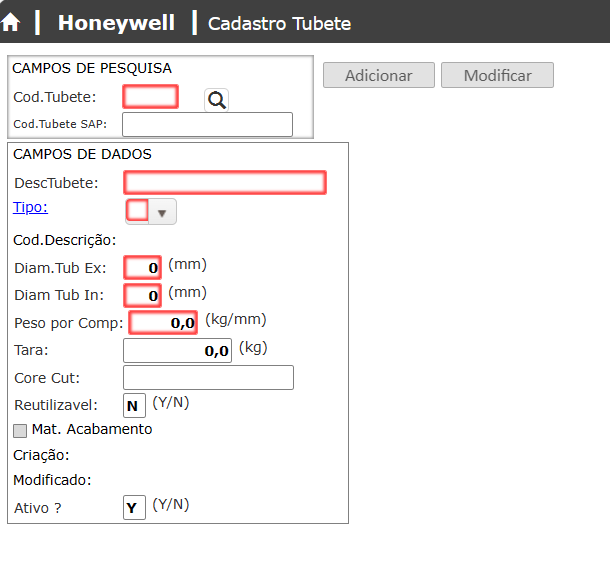 Honeywell | Cadastro Tubete
CAMPOS DE PESQUISA
Adicionar Modificar
Cod.Tubete:
Cod.Tubete SAP:
CAMPOS DE DADOS
DescTubete:
Tipo:
Cod.Descrição:
Diam.Tub Ex: 0 (mm)
Diam Tub In: 0 (mm)
Peso por Comp: 0,0 (kg/mm)
Tara: 0,0 (kg)
Core Cut:
Reutilizavel: N (Y/N)
Mat. Acabamento
Criação:
Modificado:
Ativo ? Y (Y/N)